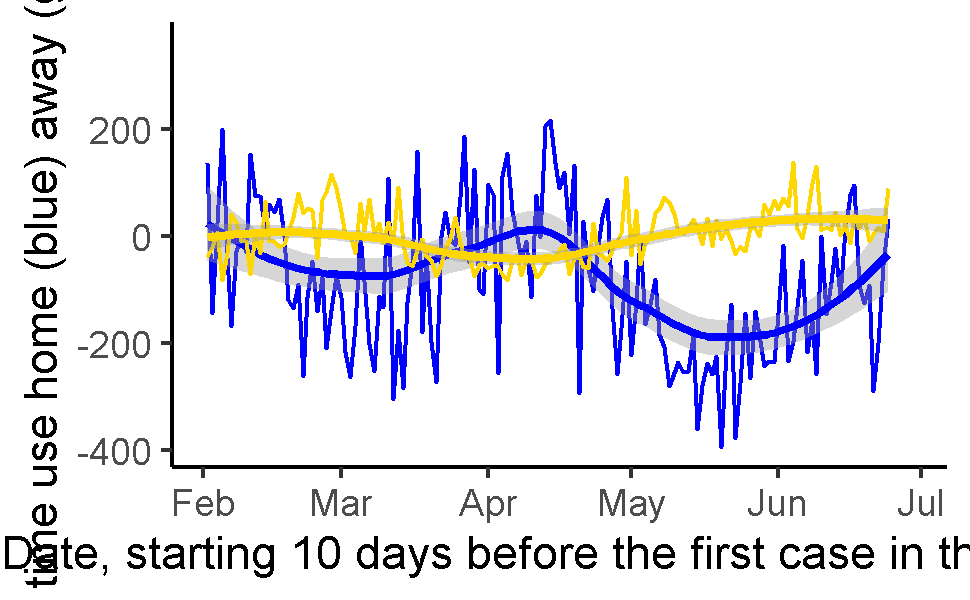 time use home (blue) away (
200
0
-200
-400
Feb Mar Apr May Jun Jul
Date, starting 10 days before the first case in th